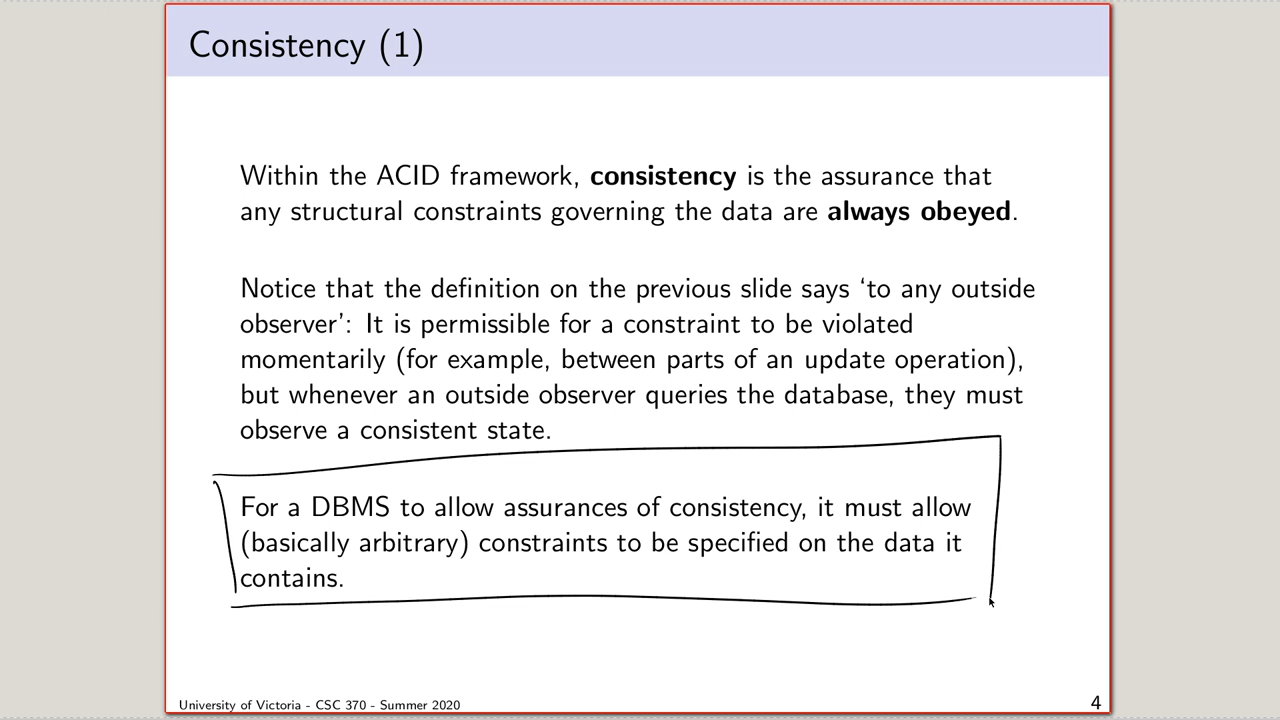 Consistency (1)
Within the ACID framework, consistency is the assurance that
any structural constraints governing the data are always obeyed.
Notice that the definition on the previous slide says ‘to any outside
observer’: It is permissible for a constraint to be violated
momentarily (for example, between parts of an update operation),
but whenever an outside observer queries the database, they must
observe a consistent state.
For a DBMS to allow assurances of consistency, it must allow
(basically arbitrary) constraints to be specified on the data it
contains.
University of Victoria - CSC 370 - Summer 2020
4